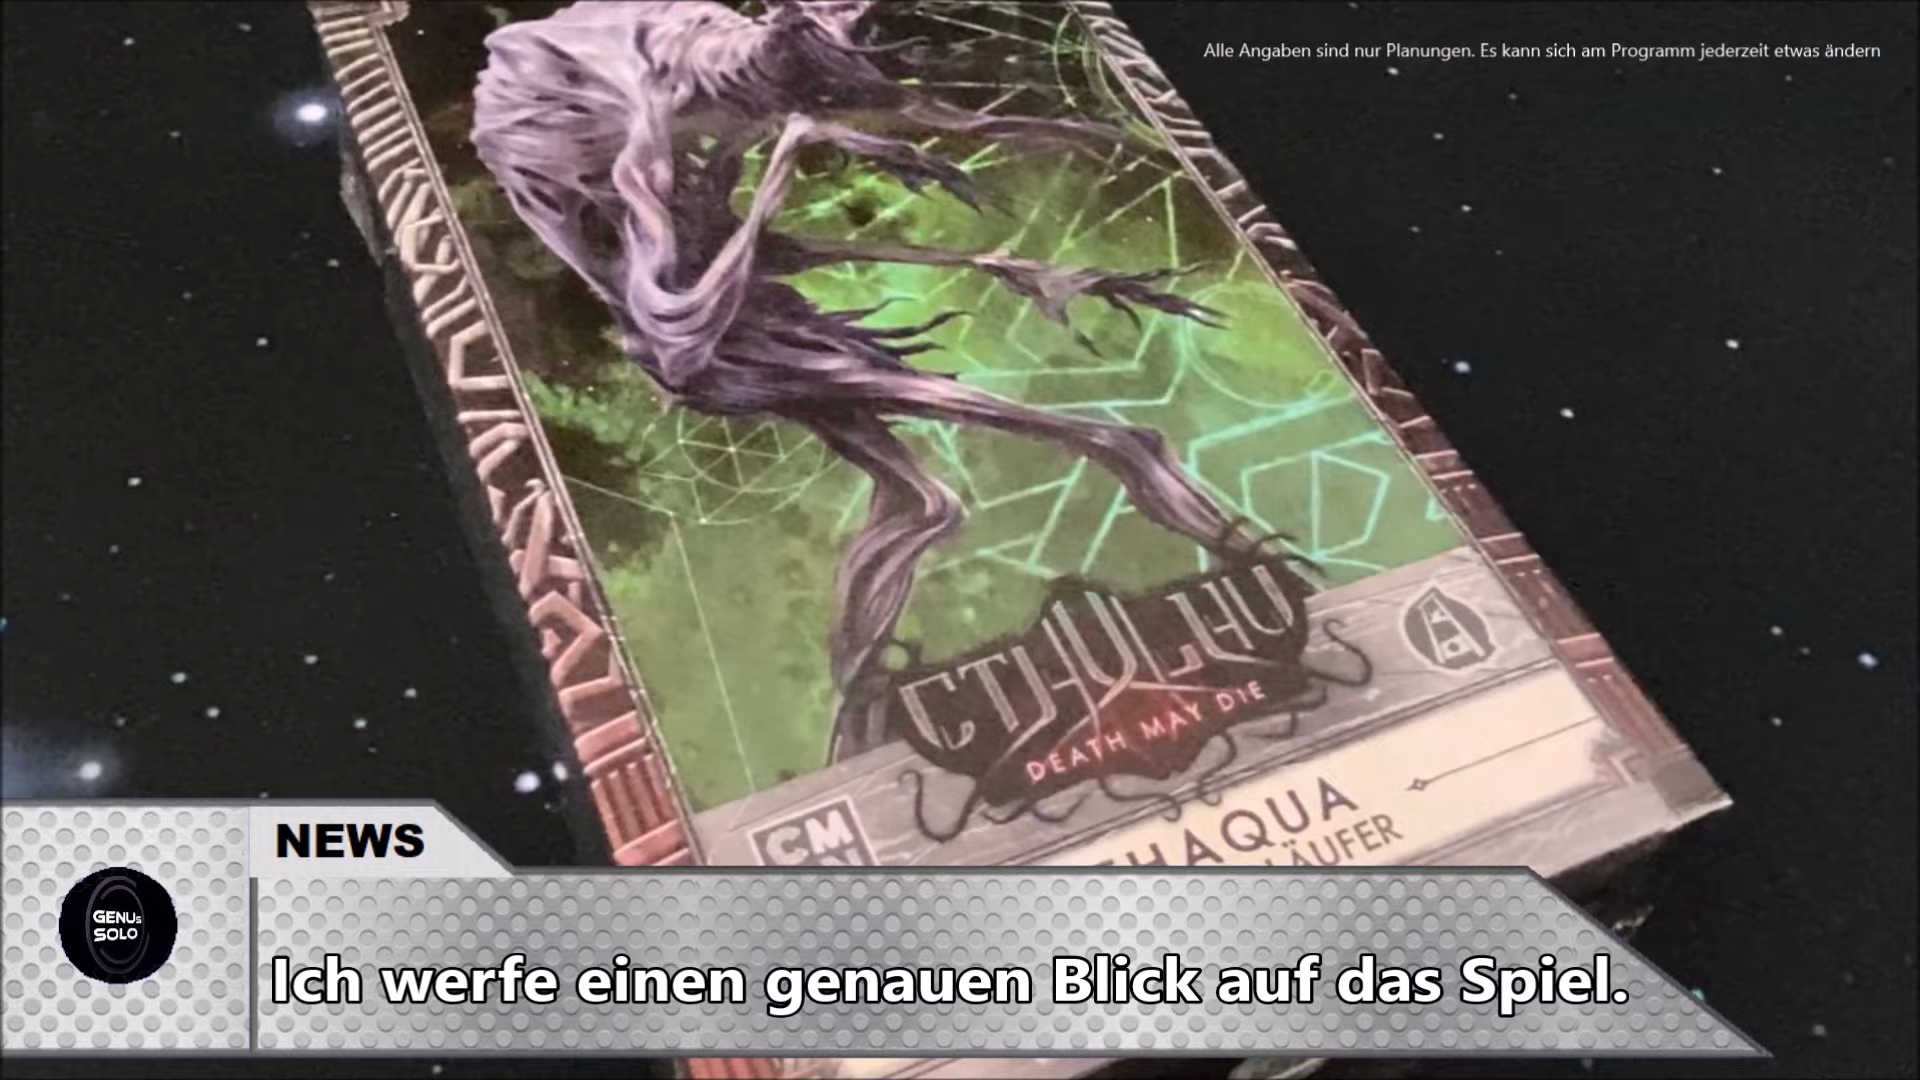 Alle Angaben sind nur Planungen. Es kann sich am Programm jederzeit etwas ändern
CTHULHU
DEATH MAY DIE
CMON
HAQUA
LÄUFER
NEWS
GENUs
SOLO
Ich werfe einen genauen Blick auf das Spiel.